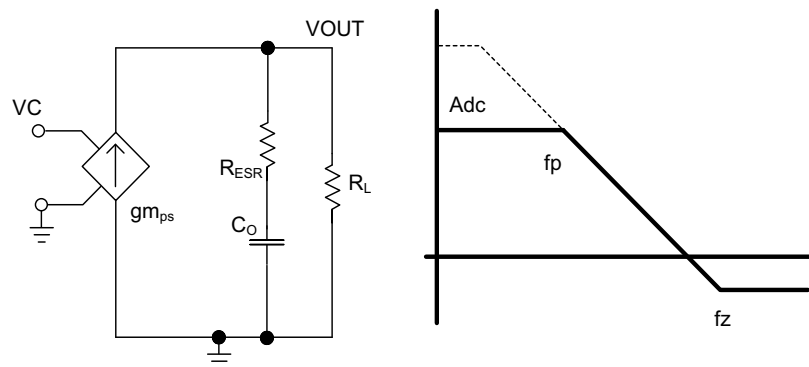 VOUT
VC
Adc
fp
R_ESR
R_L
gm_ps
C_O
fz